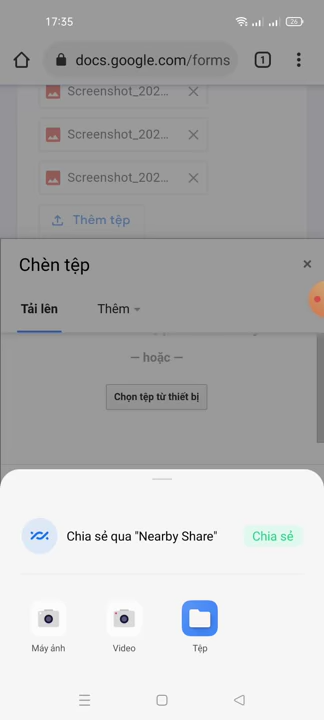 17:35
26
docs.google.com/forms
1
Screenshot_202...
Screenshot_202...
Screenshot_202...
Thêm tệp
Chèn tệp
Tải lên
Thêm
— hoặc —
Chọn tệp từ thiết bị
Chia sẻ qua "Nearby Share"
Chia sẻ
Máy ảnh
Video
Tệp